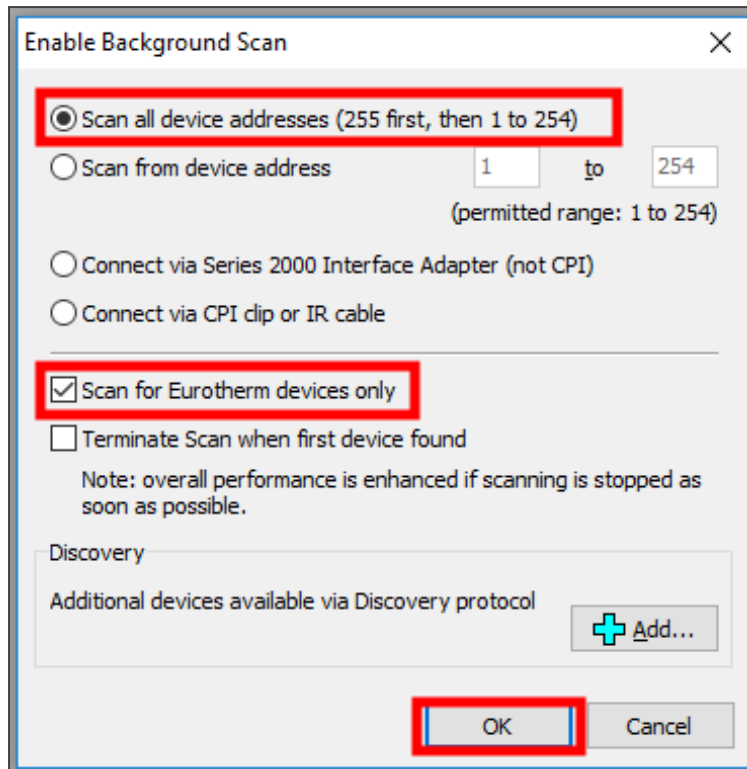 Enable Background Scan
Scan all device addresses (255 first, then 1 to 254)
Scan from device address 1 to 254
(permitted range: 1 to 254)
Connect via Series 2000 Interface Adapter (not CPI)
Connect via CPI clip or IR cable
Scan for Eurotherm devices only
Terminate Scan when first device found
Note: overall performance is enhanced if scanning is stopped as
soon as possible.
Discovery
Additional devices available via Discovery protocol
Add...
OK Cancel